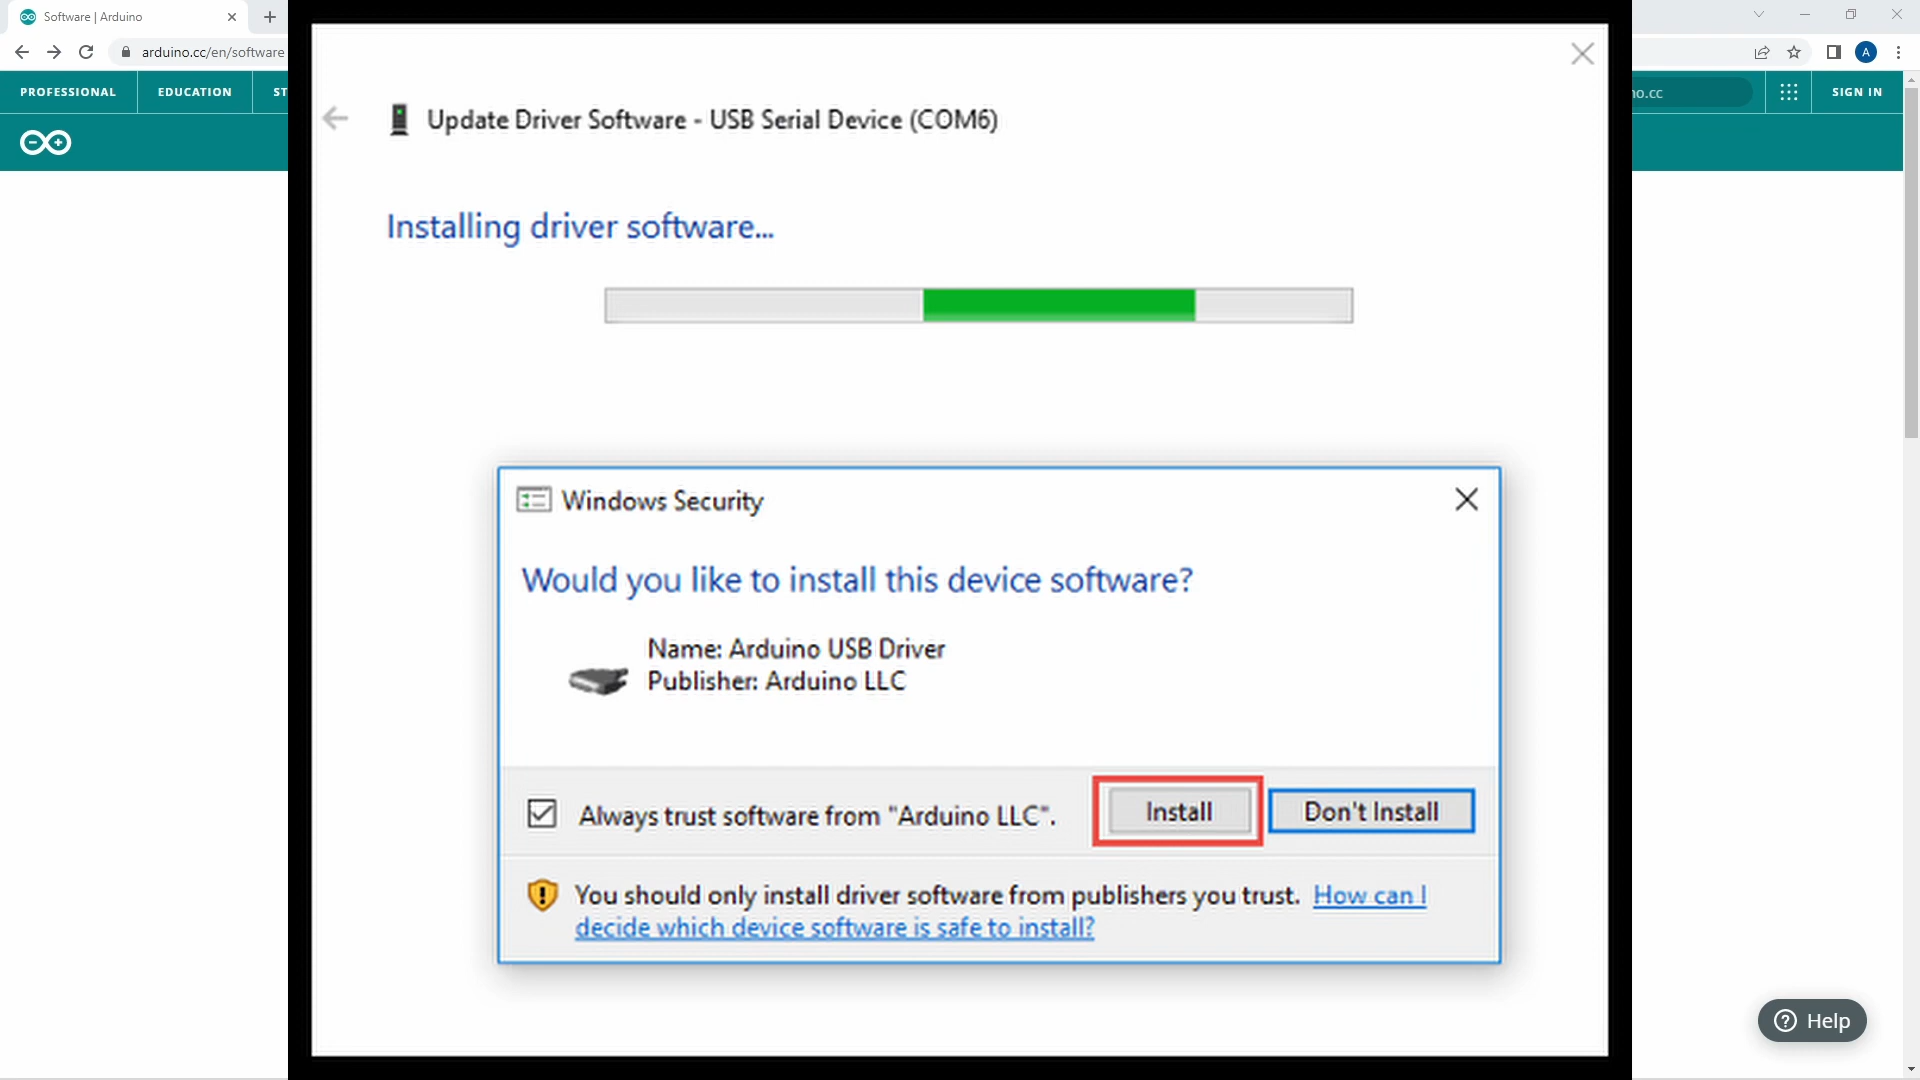 Software | Arduino
arduino.cc/en/software
A
PROFESSIONAL
EDUCATION
ST
no.cc
SIGN IN
Update Driver Software - USB Serial Device (COM6)
Installing driver software...
Windows Security
Would you like to install this device software?
Name: Arduino USB Driver
Publisher: Arduino LLC
Always trust software from "Arduino LLC".
Install
Don't Install
You should only install driver software from publishers you trust. How can I
decide which device software is safe to install?
Help